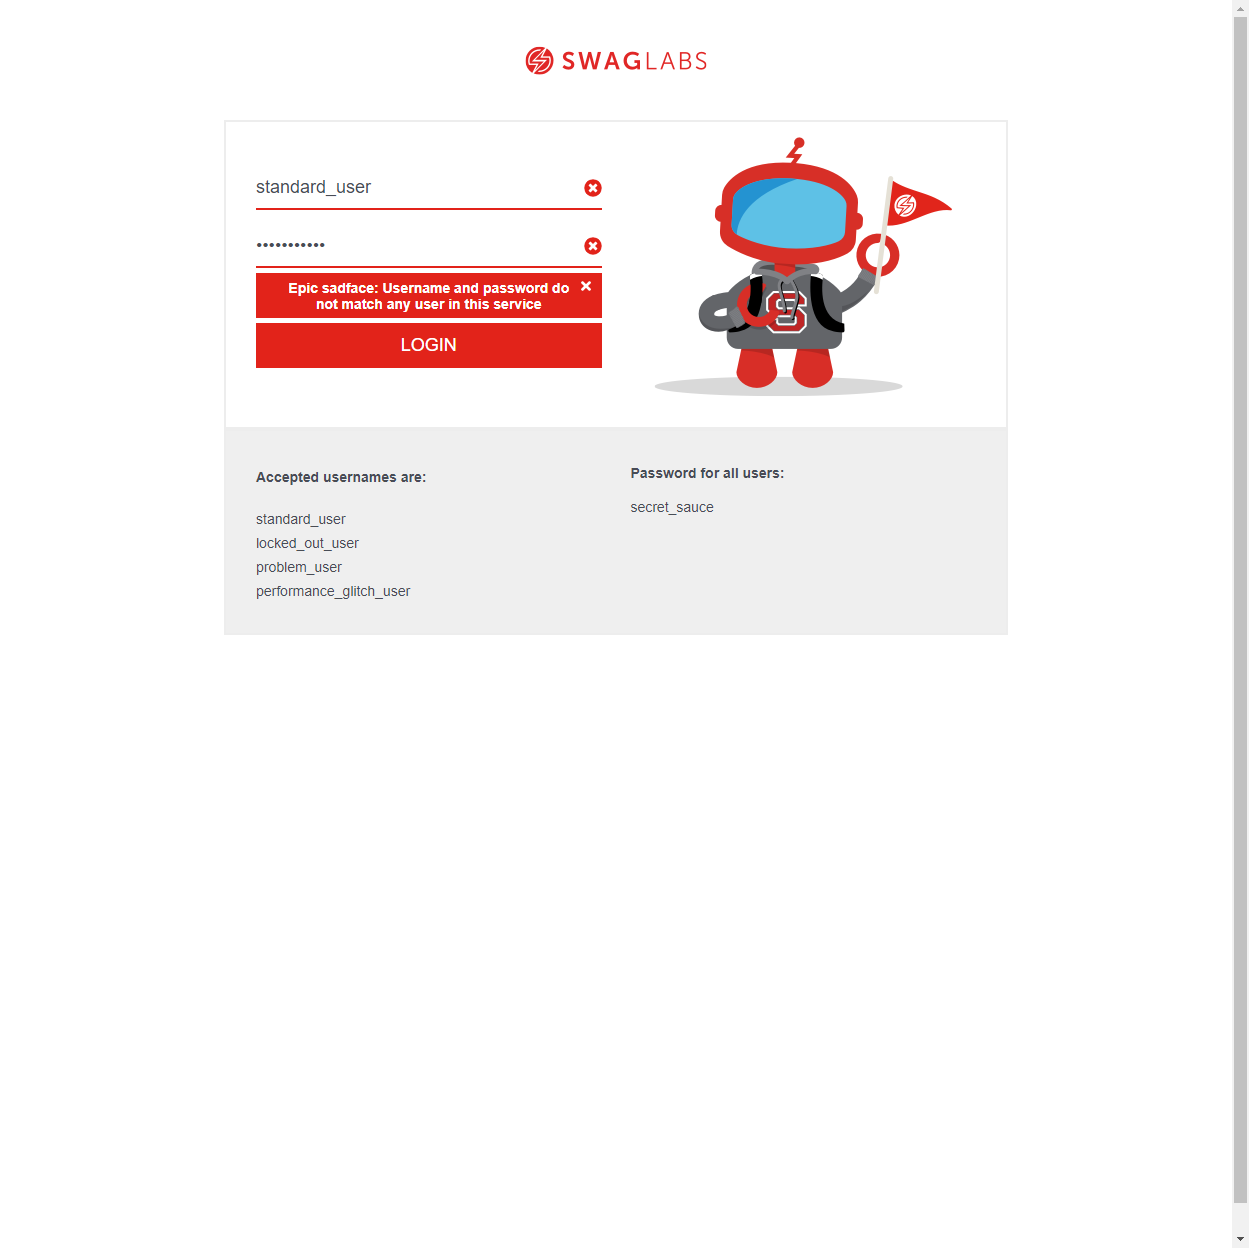 SWAGLABS
standard_user
•••••••••••
Epic sadface: Username and password do
not match any user in this service
LOGIN
S
Accepted usernames are:
standard_user
locked_out_user
problem_user
performance_glitch_user
Password for all users:
secret_sauce